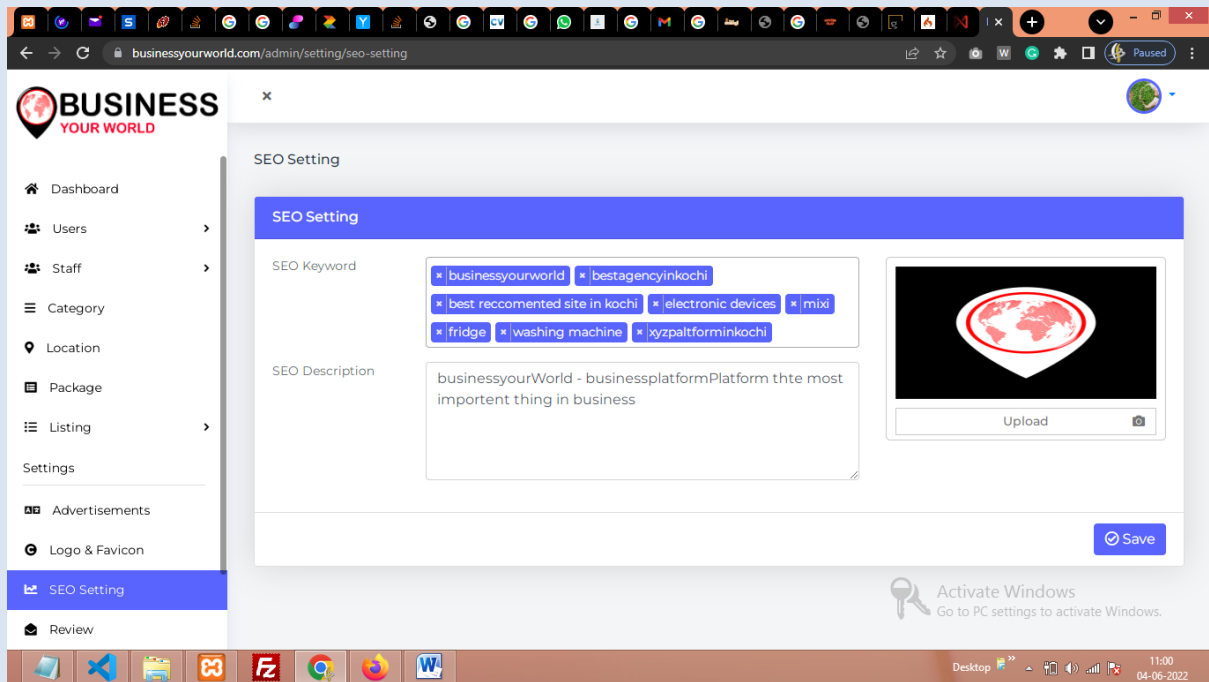 businessyourworld.com/admin/setting/seo-setting
Paused
BUSINESS
YOUR WORLD
Dashboard
Users
Staff
Category
Location
Package
Listing
Settings
Advertisements
Logo & Favicon
SEO Setting
Review
SEO Setting
SEO Setting
SEO Keyword
× businessyourworld × bestagencyinkochi
× best reccomented site in kochi × electronic devices × mixi
× fridge × washing machine × xyzpaltforminkochi
SEO Description
businessyourWorld - businessplatformPlatform thte most
importent thing in business
Upload
Save
Activate Windows
Go to PC settings to activate Windows.
Desktop
11:00
04-06-2022